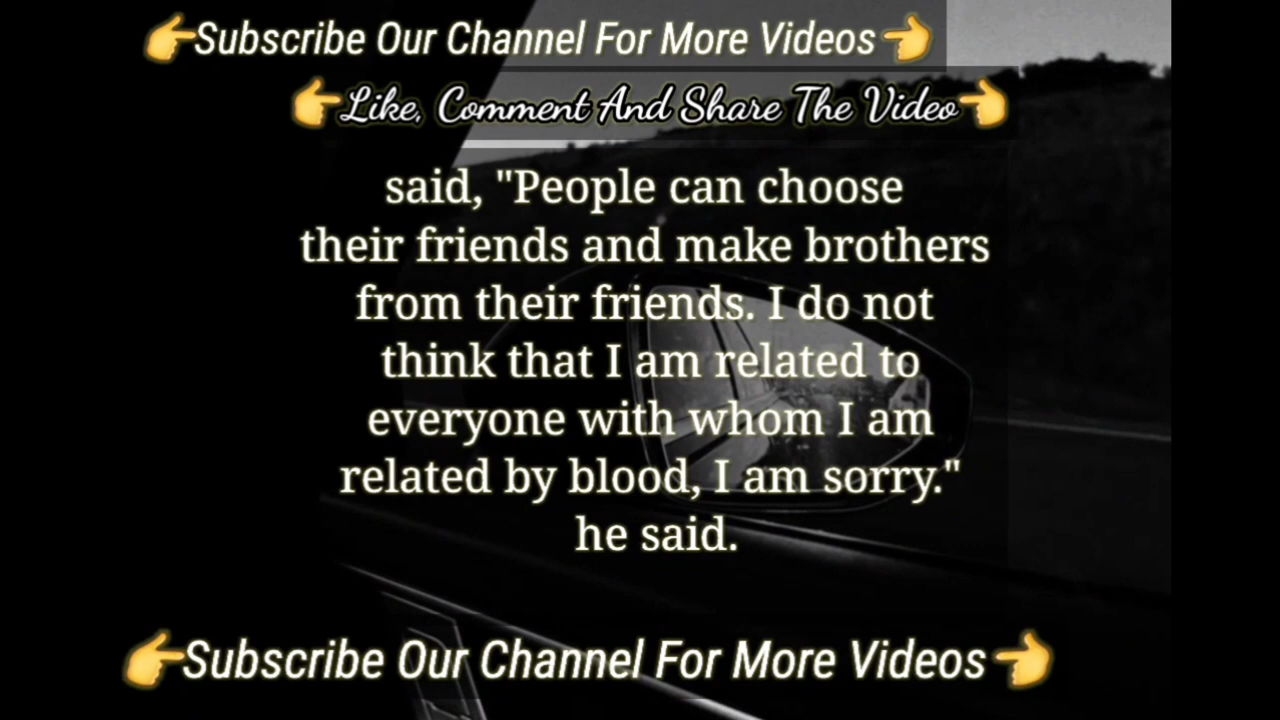 👉Subscribe Our Channel For More Videos👈
👉Like, Comment And Share The Video👈
said, "People can choose
their friends and make brothers
from their friends. I do not
think that I am related to
everyone with whom I am
related by blood, I am sorry."
he said.
👉Subscribe Our Channel For More Videos👈